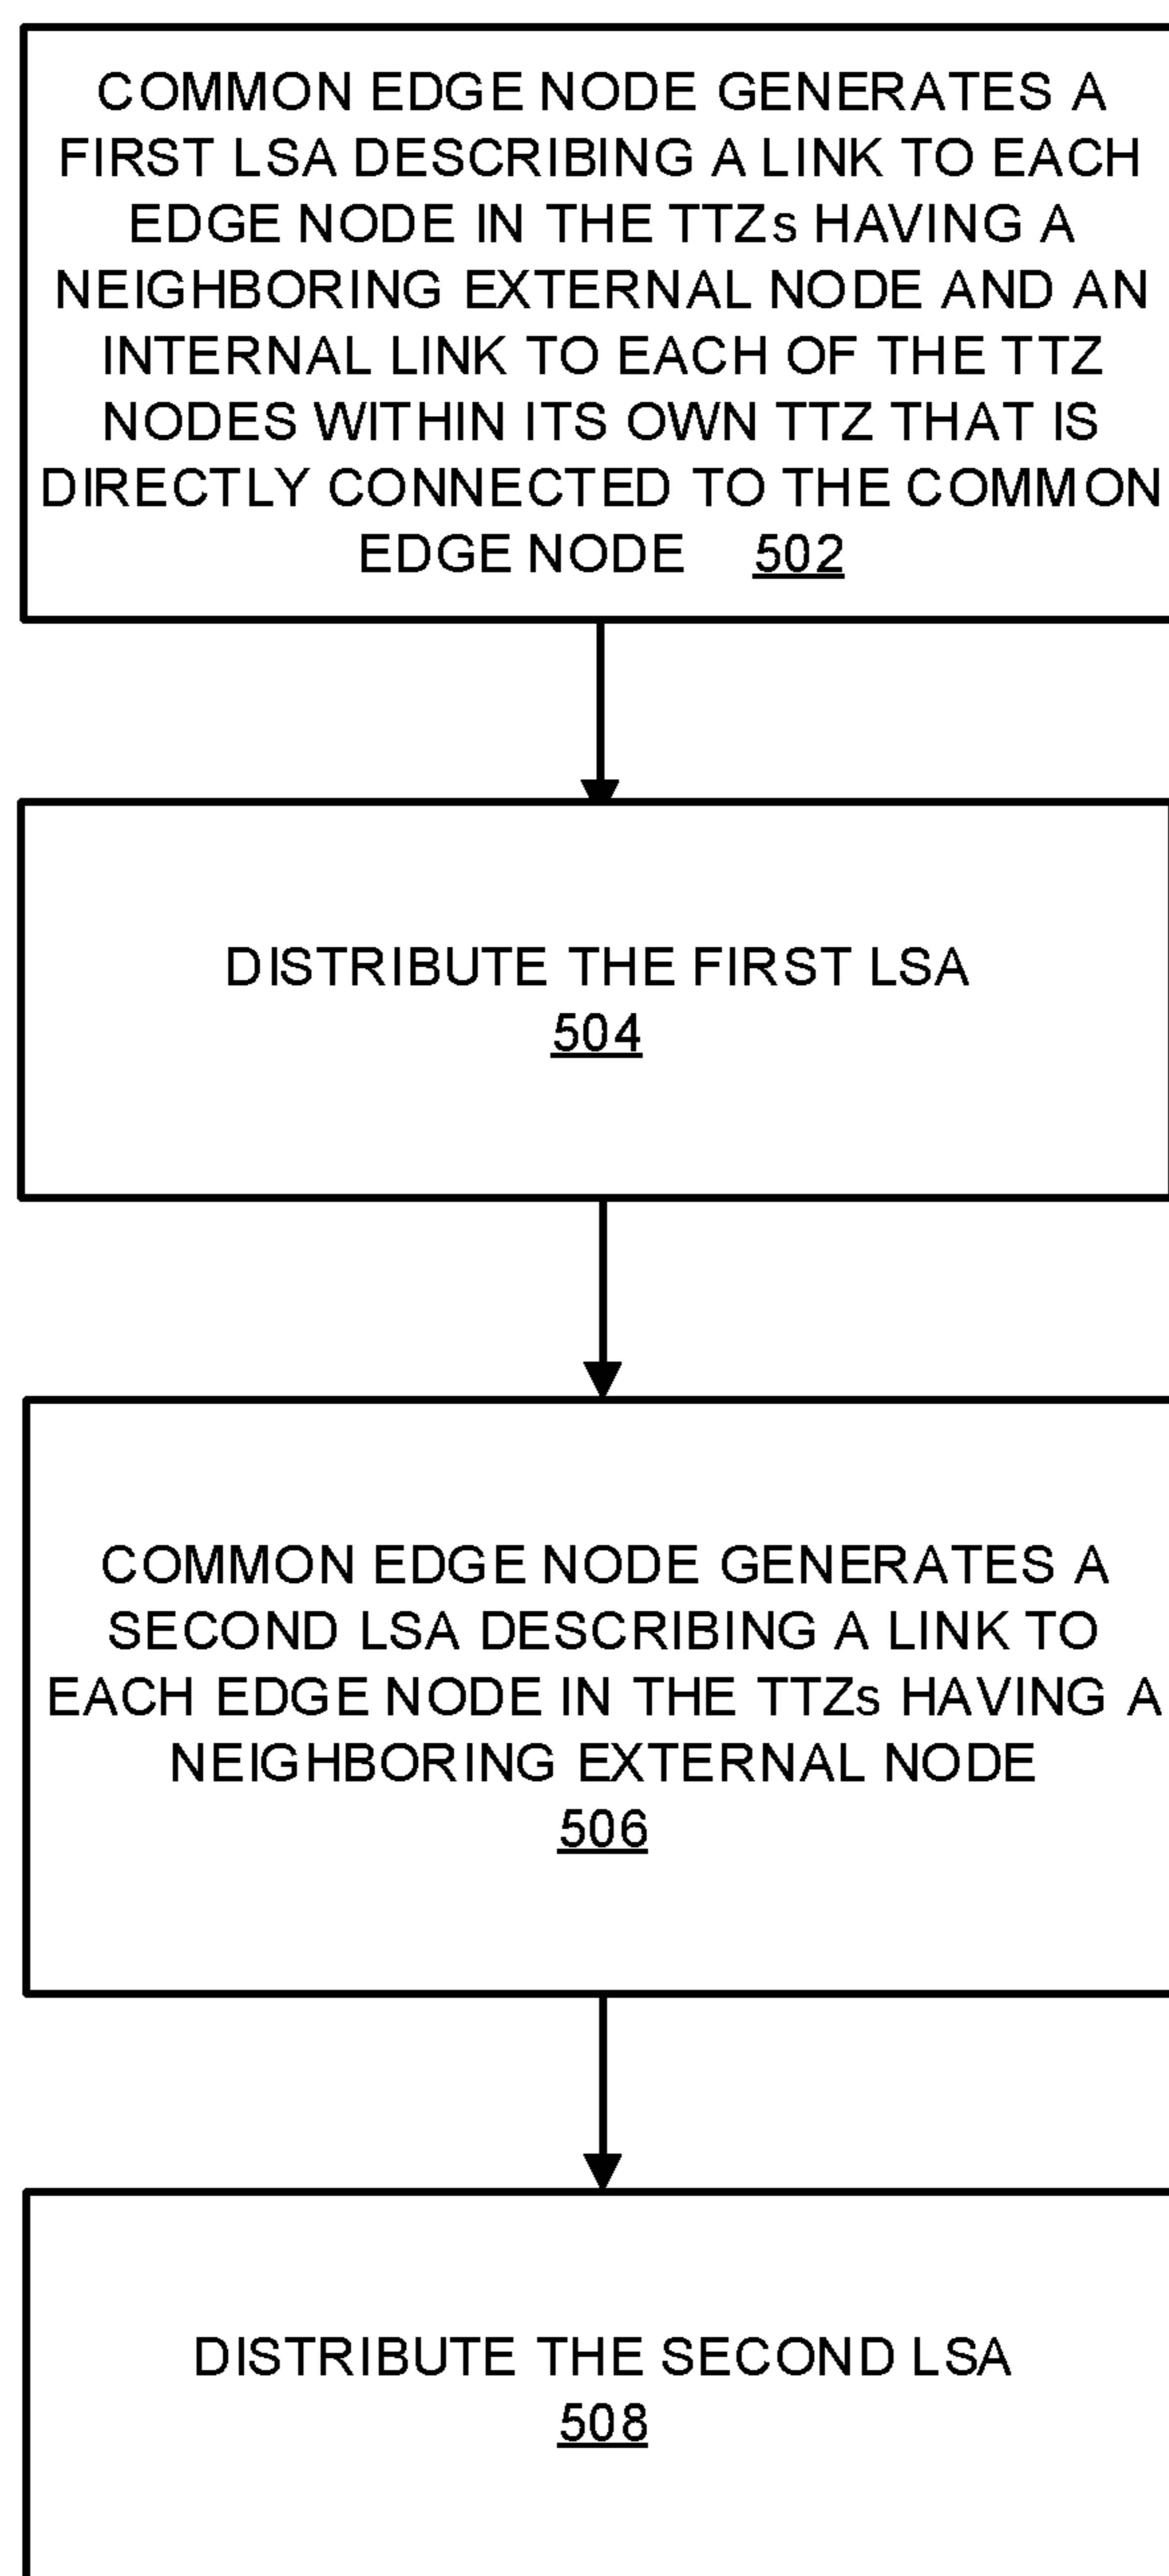 COMMON EDGE NODE GENERATES A
FIRST LSA DESCRIBING A LINK TO EACH
EDGE NODE IN THE TTZs HAVING A
NEIGHBORING EXTERNAL NODE AND AN
INTERNAL LINK TO EACH OF THE TTZ
NODES WITHIN ITS OWN TTZ THAT IS
DIRECTLY CONNECTED TO THE COMMON
EDGE NODE 502
DISTRIBUTE THE FIRST LSA
504
COMMON EDGE NODE GENERATES A
SECOND LSA DESCRIBING A LINK TO
EACH EDGE NODE IN THE TTZs HAVING A
NEIGHBORING EXTERNAL NODE
506
DISTRIBUTE THE SECOND LSA
508